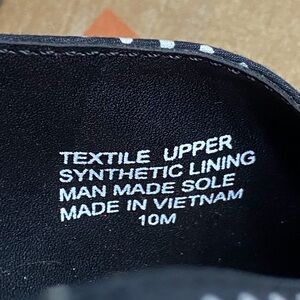 TEXTILE UPPER
SYNTHETIC LINING
MAN MADE SOLE
MADE IN VIETNAM
10M